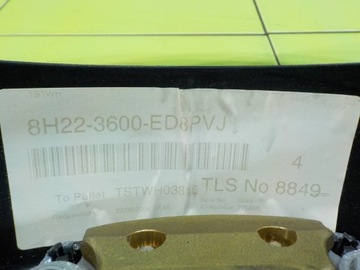 8H22-3600-ED8PVJ
4
To Pallet TSTWH038
TLS No 8849